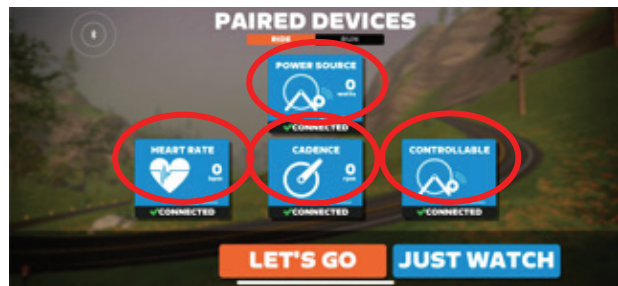 PAIRED DEVICES
RIDE RUN
POWER SOURCE
0
watts
✓CONNECTED
HEART RATE
0
bpm
✓CONNECTED
CADENCE
0
rpm
✓CONNECTED
CONTROLLABLE
✓CONNECTED
LET'S GO
JUST WATCH